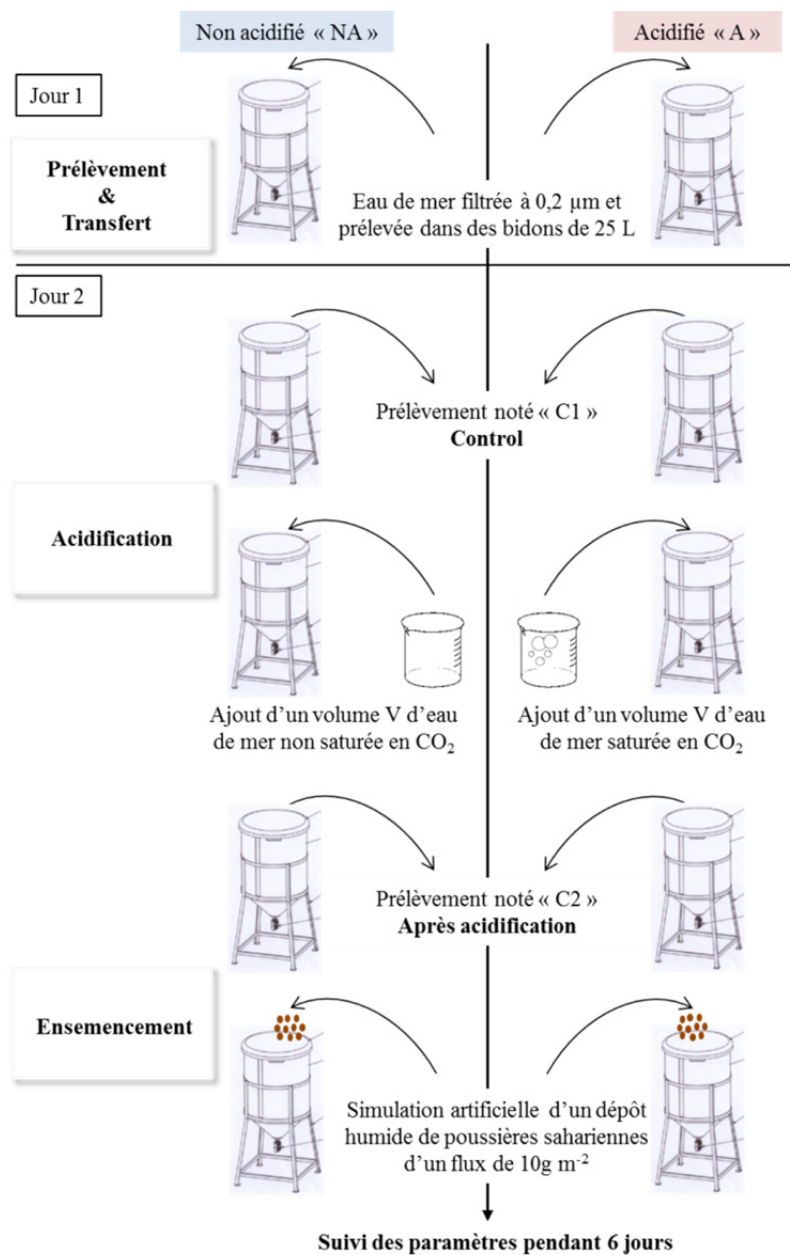 Non acidifié « NA »
Acidifié « A »
Jour 1
Prélèvement
&
Transfert
Eau de mer filtrée à 0,2 µm et
prélevée dans des bidons de 25 L
Jour 2
Prélèvement noté « C1 »
Control
Acidification
Ajout d’un volume V d’eau
de mer non saturée en CO₂
Ajout d’un volume V d’eau
de mer saturée en CO₂
Prélèvement noté « C2 »
Après acidification
Ensemencement
Simulation artificielle d’un dépôt
humide de poussières sahariennes
d’un flux de 10g m⁻²
Suivi des paramètres pendant 6 jours